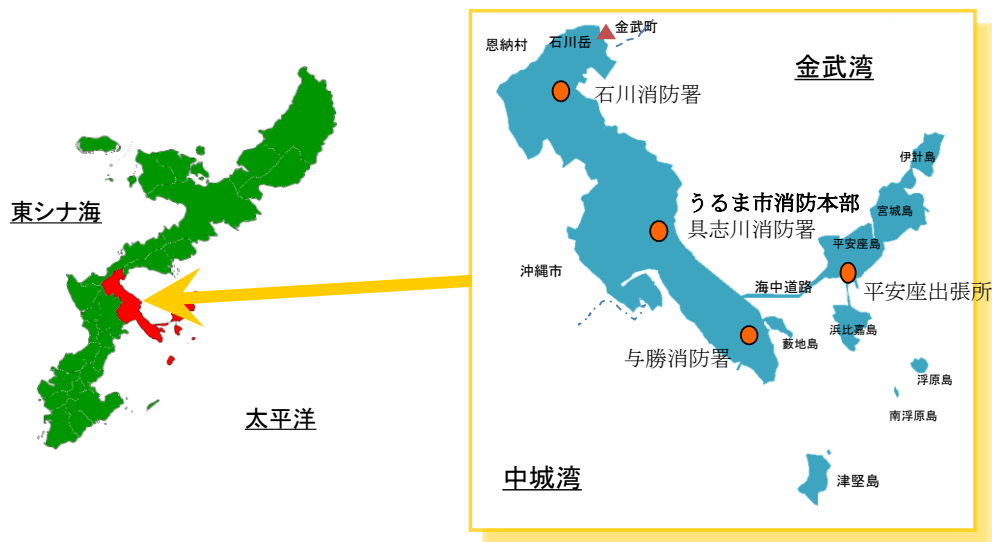 東シナ海
太平洋
金武町
石川岳
恩納村
金武湾
石川消防署
伊計島
うるま市消防本部
具志川消防署
宮城島
平安座島
沖縄市
海中道路
平安座出張所
浜比嘉島
藪地島
与勝消防署
浮原島
南浮原島
中城湾
津堅島